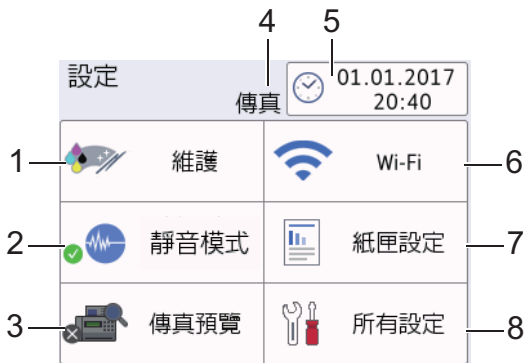 4 5
設定
傳真
01.01.2017
20:40
1 維護
Wi-Fi 6
2 靜音模式
紙匣設定 7
3 傳真預覽
所有設定 8